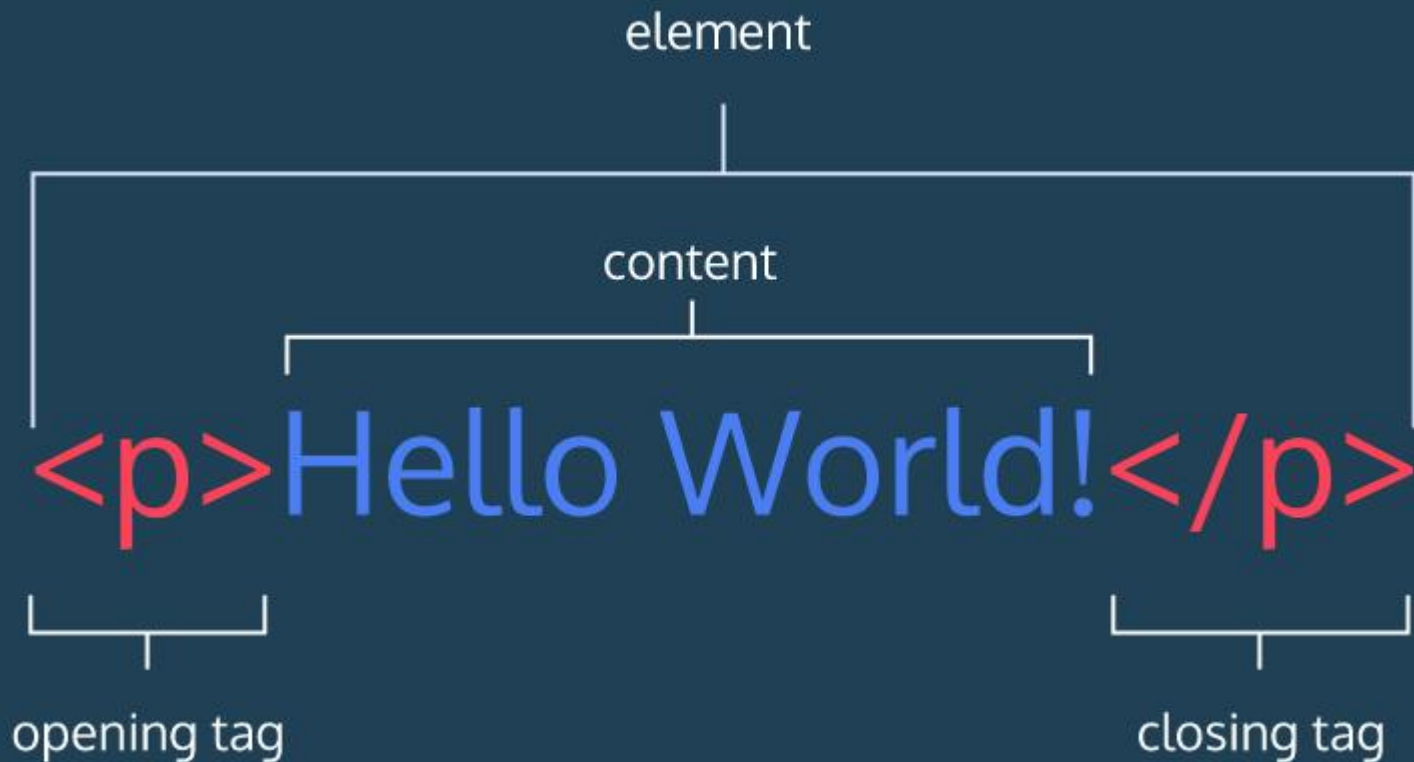 element
content
<p>Hello World!</p>
opening tag
closing tag